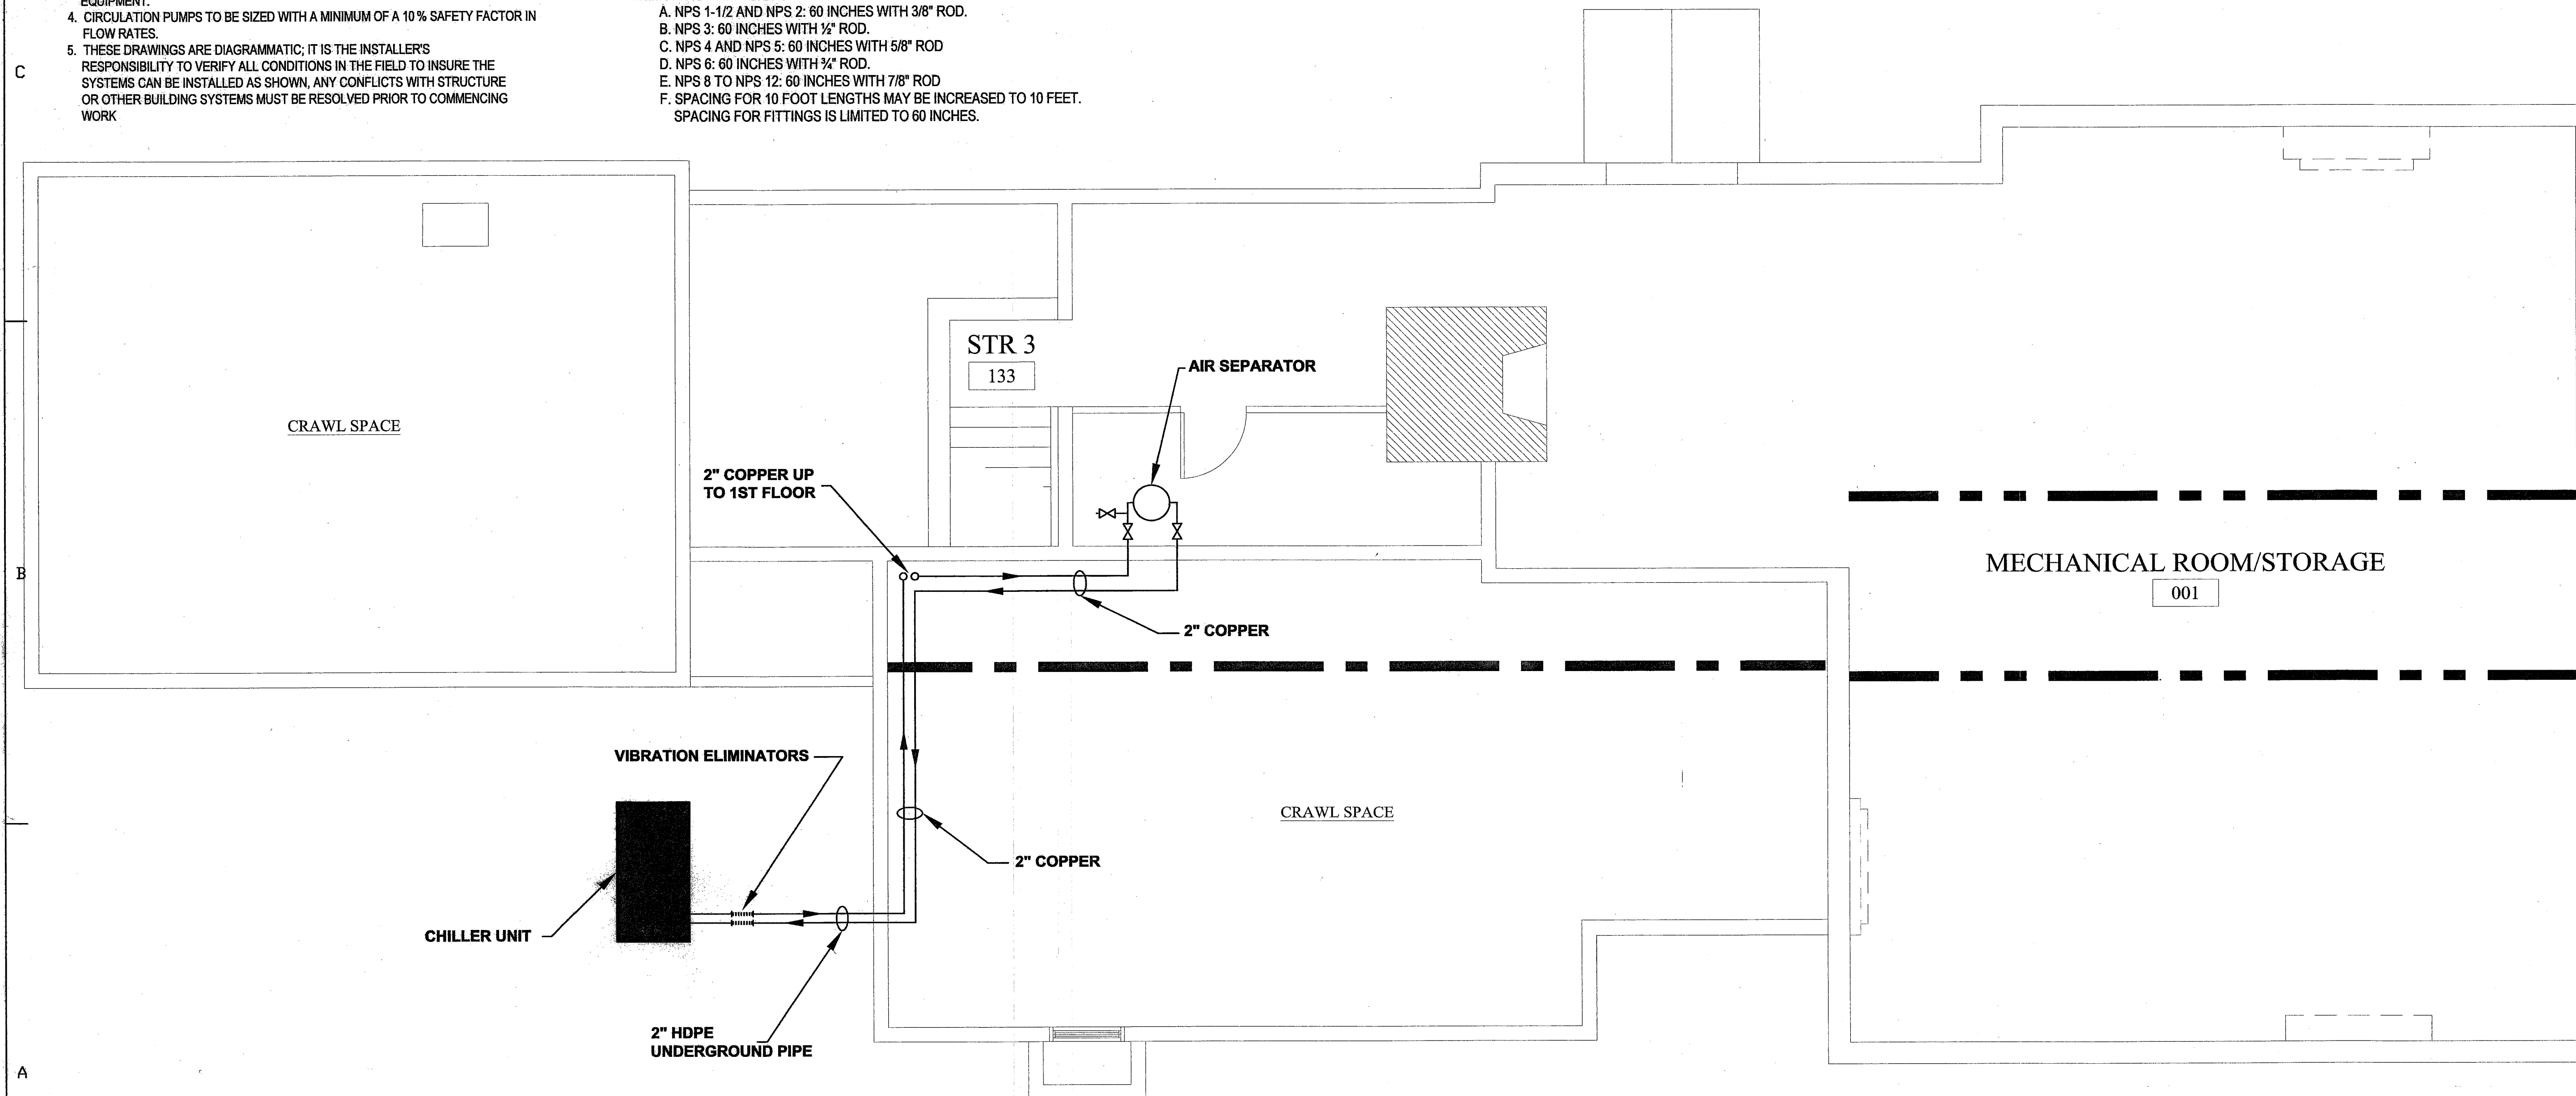 EQUIPMENT.
4. CIRCULATION PUMPS TO BE SIZED WITH A MINIMUM OF A 10% SAFETY FACTOR IN
FLOW RATES.
5. THESE DRAWINGS ARE DIAGRAMMATIC; IT IS THE INSTALLER'S
RESPONSIBILITY TO VERIFY ALL CONDITIONS IN THE FIELD TO INSURE THE
SYSTEMS CAN BE INSTALLED AS SHOWN, ANY CONFLICTS WITH STRUCTURE
OR OTHER BUILDING SYSTEMS MUST BE RESOLVED PRIOR TO COMMENCING
WORK
A. NPS 1-1/2 AND NPS 2: 60 INCHES WITH 3/8" ROD.
B. NPS 3: 60 INCHES WITH ½" ROD.
C. NPS 4 AND NPS 5: 60 INCHES WITH 5/8" ROD
D. NPS 6: 60 INCHES WITH ¾" ROD.
E. NPS 8 TO NPS 12: 60 INCHES WITH 7/8" ROD
F. SPACING FOR 10 FOOT LENGTHS MAY BE INCREASED TO 10 FEET.
SPACING FOR FITTINGS IS LIMITED TO 60 INCHES.
C
STR 3
133
AIR SEPARATOR
CRAWL SPACE
2" COPPER UP
TO 1ST FLOOR
B
MECHANICAL ROOM/STORAGE
001
2" COPPER
VIBRATION ELIMINATORS
CRAWL SPACE
2" COPPER
CHILLER UNIT
2" HDPE
UNDERGROUND PIPE
A